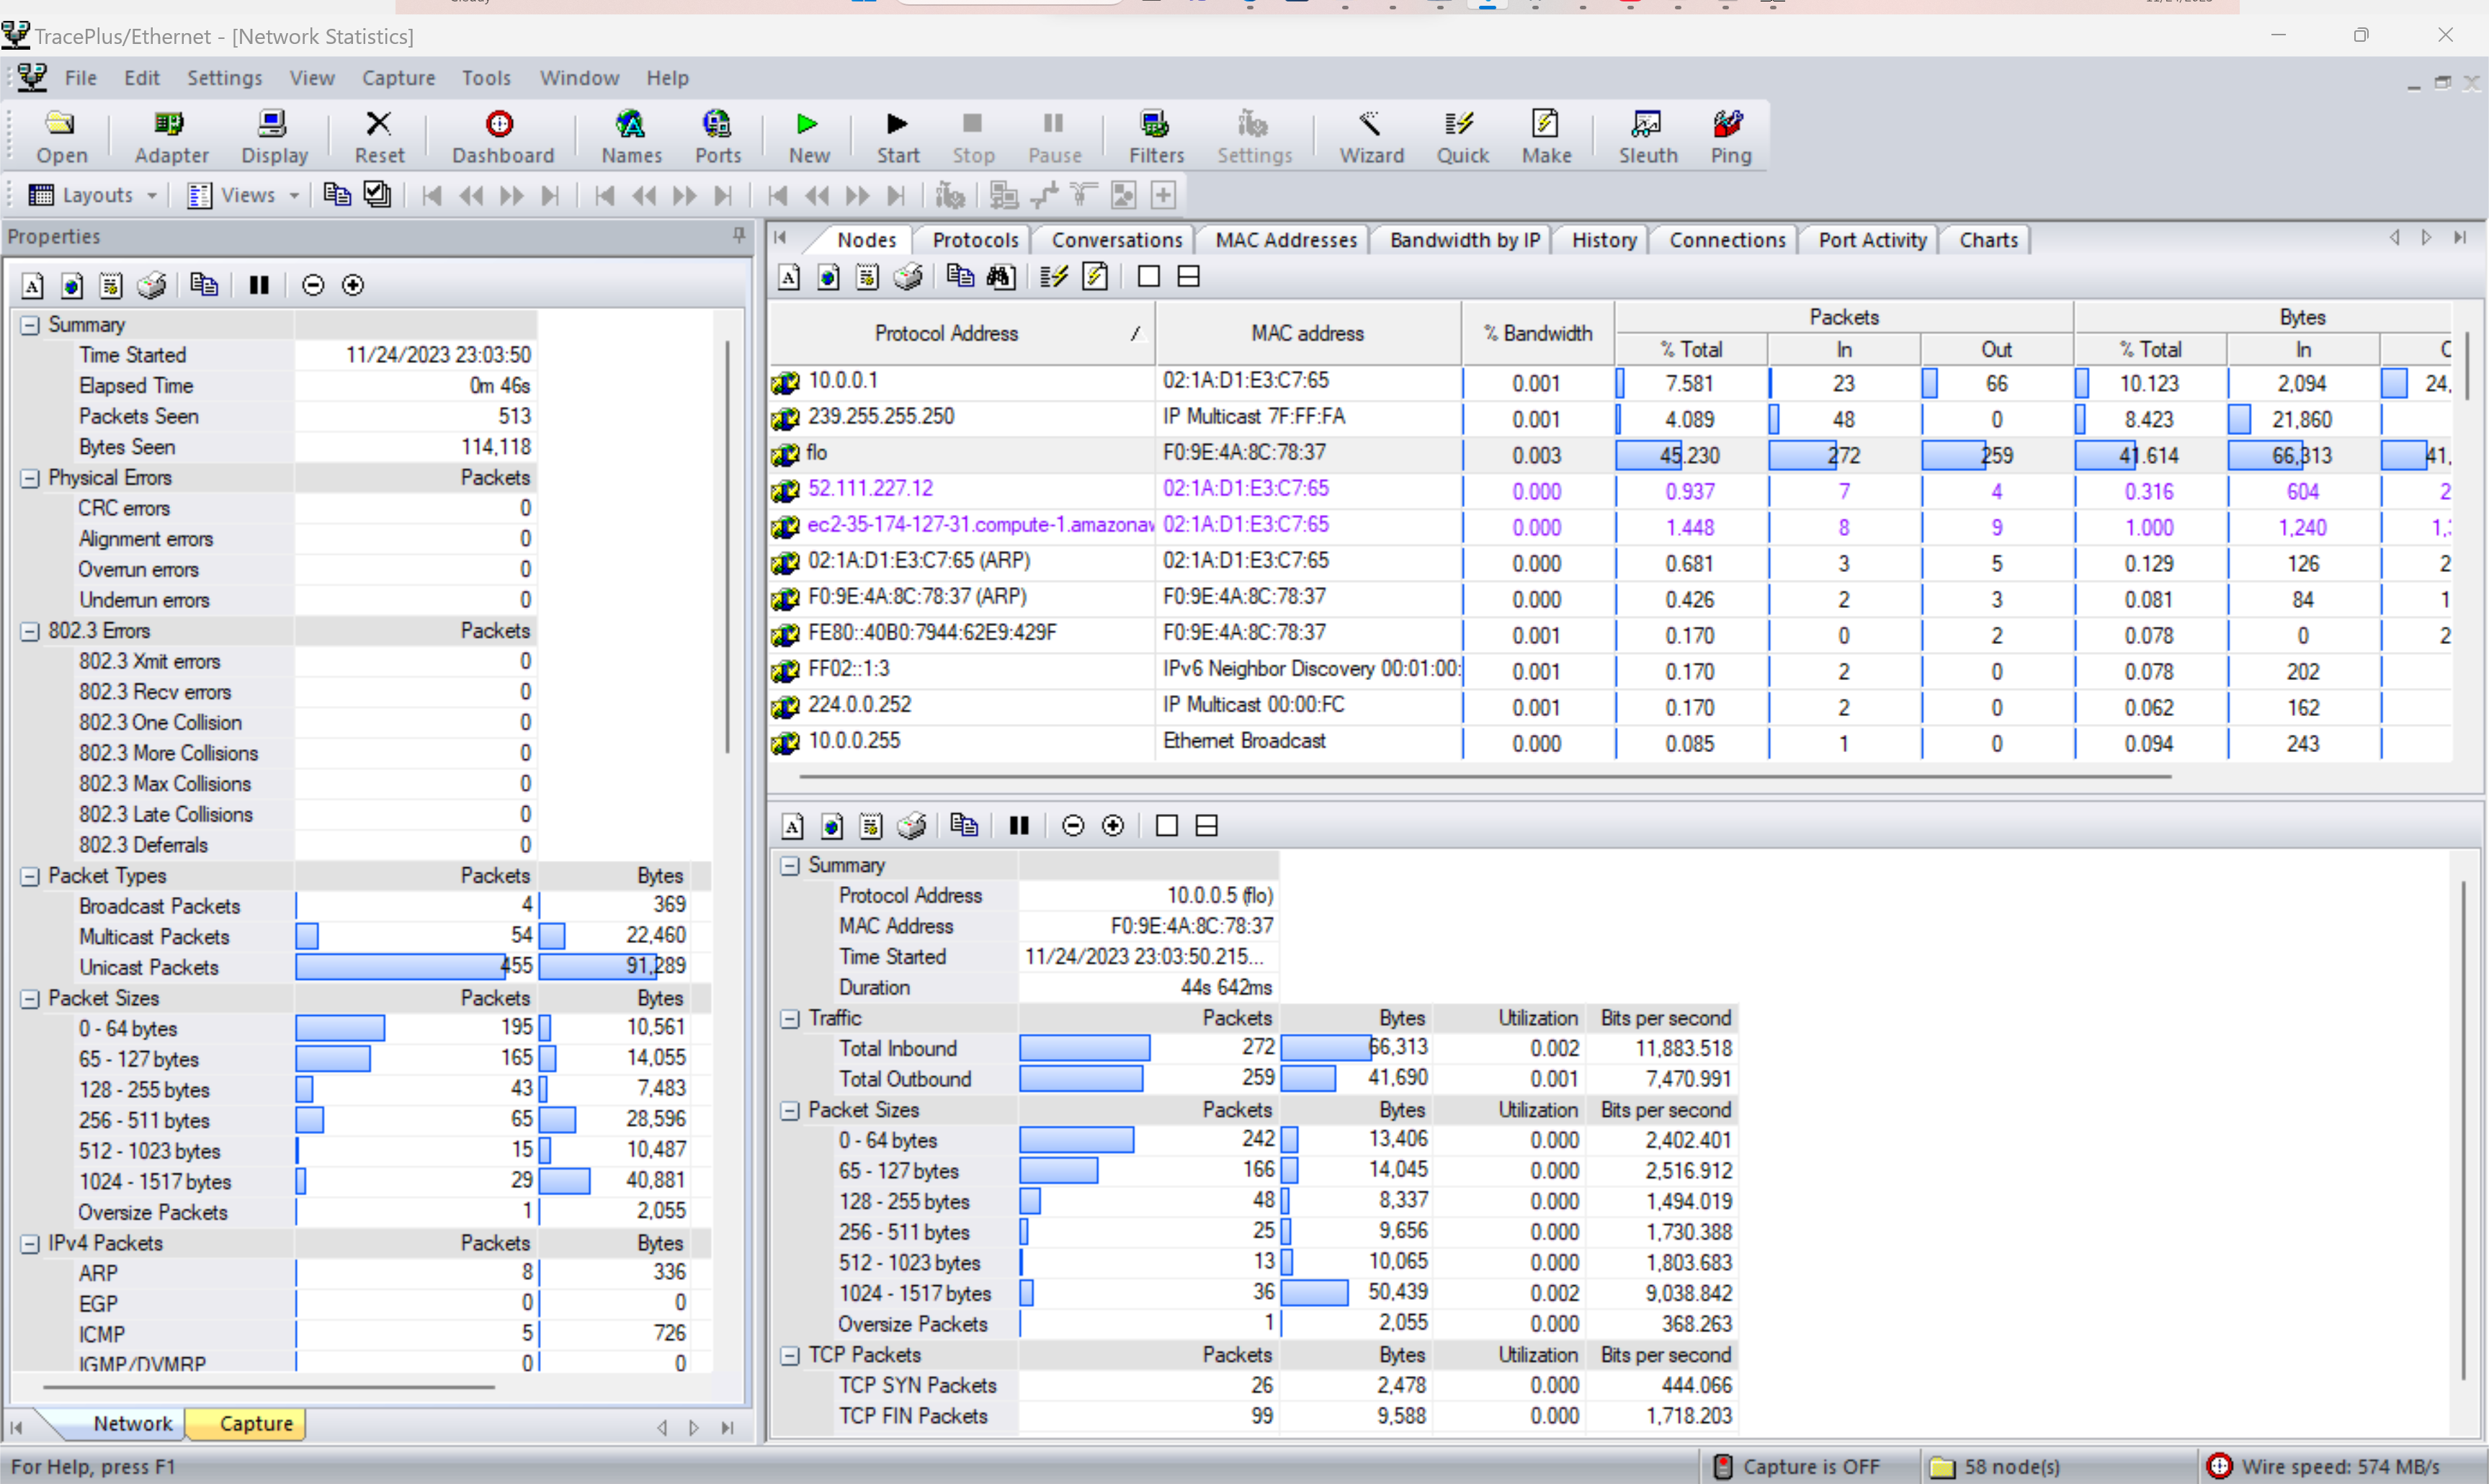 TracePlus/Ethernet - [Network Statistics]
File Edit Settings View Capture Tools Window Help
Open Adapter Display Reset Dashboard Names Ports New Start Stop Pause Filters Settings Wizard Quick Make Sleuth Ping
Layouts Views
Properties
Summary
Time Started 11/24/2023 23:03:50
Elapsed Time 0m 46s
Packets Seen 513
Bytes Seen 114,118
Physical Errors Packets
CRC errors 0
Alignment errors 0
Overrun errors 0
Underrun errors 0
802.3 Errors Packets
802.3 Xmit errors 0
802.3 Recv errors 0
802.3 One Collision 0
802.3 More Collisions 0
802.3 Max Collisions 0
802.3 Late Collisions 0
802.3 Deferrals 0
Packet Types Packets Bytes
Broadcast Packets 4 369
Multicast Packets 54 22,460
Unicast Packets 455 91,289
Packet Sizes Packets Bytes
0 - 64 bytes 195 10,561
65 - 127 bytes 165 14,055
128 - 255 bytes 43 7,483
256 - 511 bytes 65 28,596
512 - 1023 bytes 15 10,487
1024 - 1517 bytes 29 40,881
Oversize Packets 1 2,055
IPv4 Packets Packets Bytes
ARP 8 336
EGP 0 0
ICMP 5 726
IGMP/DVMRP 0 0
Network Capture
Nodes Protocols Conversations MAC Addresses Bandwidth by IP History Connections Port Activity Charts
Protocol Address MAC address % Bandwidth Packets Bytes
% Total In Out % Total In
10.0.0.1 02:1A:D1:E3:C7:65 0.001 7.581 23 66 10.123 2,094 24,
239.255.255.250 IP Multicast 7F:FF:FA 0.001 4.089 48 0 8.423 21,860
flo F0:9E:4A:8C:78:37 0.003 45.230 272 259 41.614 66,313 41,
52.111.227.12 02:1A:D1:E3:C7:65 0.000 0.937 7 4 0.316 604 2
ec2-35-174-127-31.compute-1.amazonaw 02:1A:D1:E3:C7:65 0.000 1.448 8 9 1.000 1,240 1,
02:1A:D1:E3:C7:65 (ARP) 02:1A:D1:E3:C7:65 0.000 0.681 3 5 0.129 126 2
F0:9E:4A:8C:78:37 (ARP) F0:9E:4A:8C:78:37 0.000 0.426 2 3 0.081 84 1
FE80::40B0:7944:62E9:429F F0:9E:4A:8C:78:37 0.001 0.170 0 2 0.078 0 2
FF02::1:3 IPv6 Neighbor Discovery 00:01:00: 0.001 0.170 2 0 0.078 202
224.0.0.252 IP Multicast 00:00:FC 0.001 0.170 2 0 0.062 162
10.0.0.255 Ethernet Broadcast 0.000 0.085 1 0 0.094 243
Summary
Protocol Address 10.0.0.5 (flo)
MAC Address F0:9E:4A:8C:78:37
Time Started 11/24/2023 23:03:50.215...
Duration 44s 642ms
Traffic Packets Bytes Utilization Bits per second
Total Inbound 272 66,313 0.002 11,883.518
Total Outbound 259 41,690 0.001 7,470.991
Packet Sizes Packets Bytes Utilization Bits per second
0 - 64 bytes 242 13,406 0.000 2,402.401
65 - 127 bytes 166 14,045 0.000 2,516.912
128 - 255 bytes 48 8,337 0.000 1,494.019
256 - 511 bytes 25 9,656 0.000 1,730.388
512 - 1023 bytes 13 10,065 0.000 1,803.683
1024 - 1517 bytes 36 50,439 0.002 9,038.842
Oversize Packets 1 2,055 0.000 368.263
TCP Packets Packets Bytes Utilization Bits per second
TCP SYN Packets 26 2,478 0.000 444.066
TCP FIN Packets 99 9,588 0.000 1,718.203
For Help, press F1 Capture is OFF 58 node(s) Wire speed: 574 MB/s